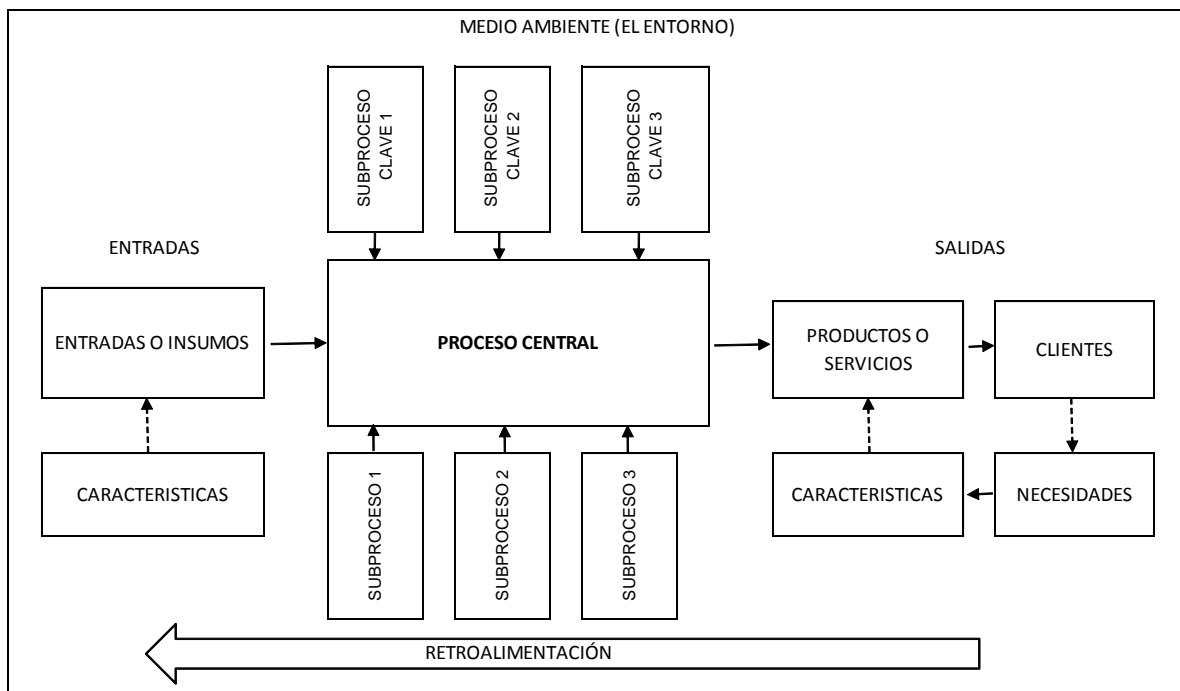 MEDIO AMBIENTE (EL ENTORNO)
SUBPROCESO
CLAVE 1
SUBPROCESO
CLAVE 2
SUBPROCESO
CLAVE 3
ENTRADAS
SALIDAS
ENTRADAS O INSUMOS
PROCESO CENTRAL
PRODUCTOS O
SERVICIOS
CLIENTES
CARACTERISTICAS
SUBPROCESO 1
SUBPROCESO 2
SUBPROCESO 3
CARACTERISTICAS
NECESIDADES
RETROALIMENTACIÓN